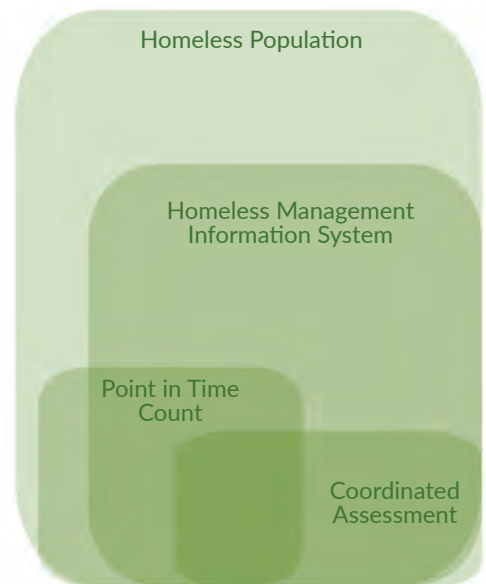 Homeless Population
Homeless Management
Information System
Point in Time
Count
Coordinated
Assessment